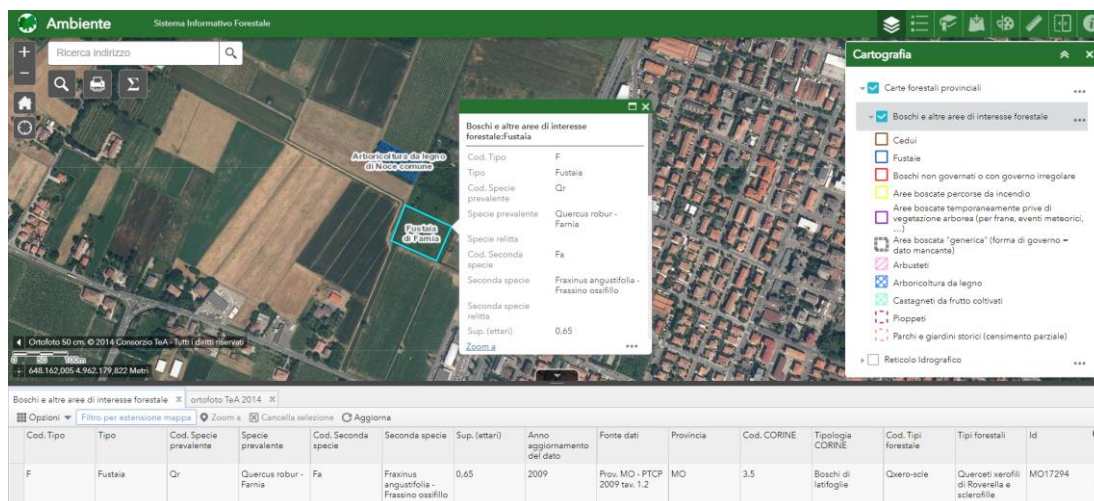 Ambiente
Sistema Informativo Forestale
Ricerca indirizzo
Arboricoltura da legno
di Noce comune
Fustaia
di Farnia
Boschi e altre aree di interesse
forestale:Fustaia
Cod. Tipo F
Tipo Fustaia
Cod. Specie
prevalente Qr
Specie prevalente Quercus robur -
Farnia
Specie relitta
Cod. Seconda
specie Fa
Seconda specie Fraxinus angustifolia -
Frassino ossifillo
Seconda specie
relitta
Sup. (ettari) 0,65
Zoom a
Cartografia
Carte forestali provinciali
Boschi e altre aree di interesse forestale
Cedui
Fustaie
Boschi non governati o con governo irregolare
Aree boscate percorse da incendio
Aree boscate temporaneamente prive di
vegetazione arborea (per frane, eventi meteorici,
...)
Area boscata "generica" (forma di governo =
dato mancante)
Arbusteti
Arboricoltura da legno
Castagneti da frutto coltivati
Pioppeti
Parchi e giardini storici (censimento parziale)
Reticolo Idrografico
Ortofoto 50 cm. © 2014 Consorzio TeA - Tutti i diritti riservati
0 50 100m
648.162,005 4.962.179,822 Metri
Boschi e altre aree di interesse forestale
ortofoto TeA 2014
Opzioni Filtro per estensione mappa Zoom a Cancella selezione Aggiorna
Cod. Tipo Tipo Cod. Specie prevalente Specie prevalente Cod. Seconda specie Seconda specie Sup. (ettari) Anno aggiornamento del dato Fonte dati Provincia Cod. CORINE Tipologia CORINE Cod. Tipi forestale Tipi forestali Id
F Fustaia Qr Quercus robur - Farnia Fa Fraxinus angustifolia - Frassino ossifillo 0,65 2009 Prov. MO - PTCP 2009 tav. 1.2 MO 3.5 Boschi di latifoglie Qxero-scle Querceti xerofili di Roverella e sclerofille MO17294